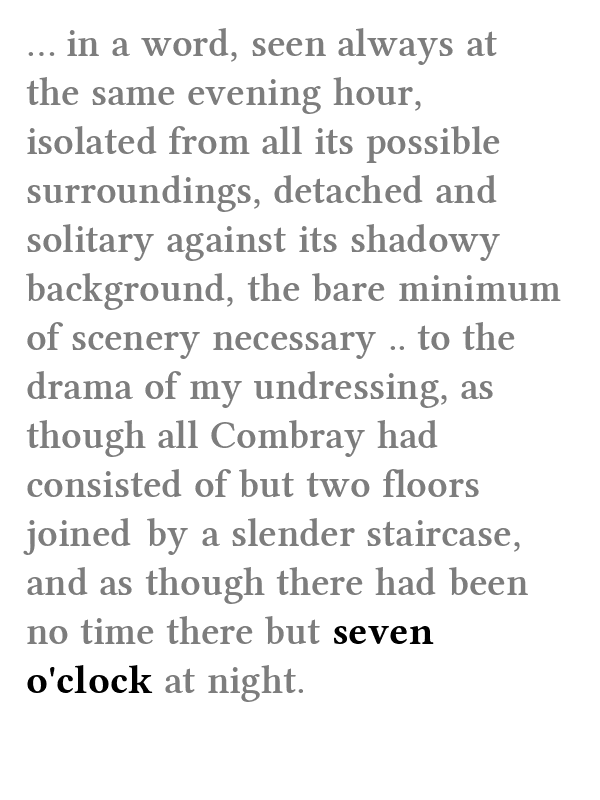 ... in a word, seen always at
the same evening hour,
isolated from all its possible
surroundings, detached and
solitary against its shadowy
background, the bare minimum
of scenery necessary .. to the
drama of my undressing, as
though all Combray had
consisted of but two floors
joined by a slender staircase,
and as though there had been
no time there but seven
o'clock at night.